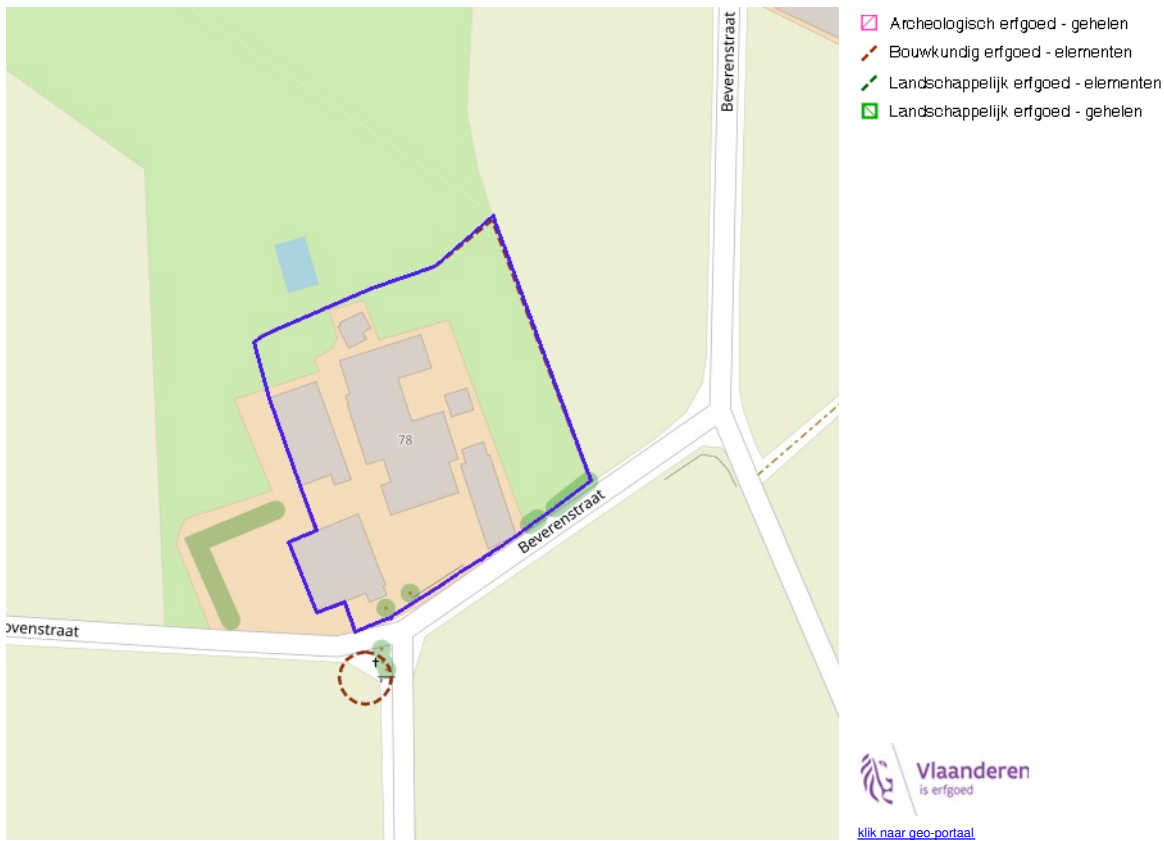 Beverenstraat
78
Beverenstraat
ovenstraat
Archeologisch erfgoed - gehelen
Bouwkundig erfgoed - elementen
Landschappelijk erfgoed - elementen
Landschappelijk erfgoed - gehelen
Vlaanderen
is erfgoed
klik naar geo-portaal